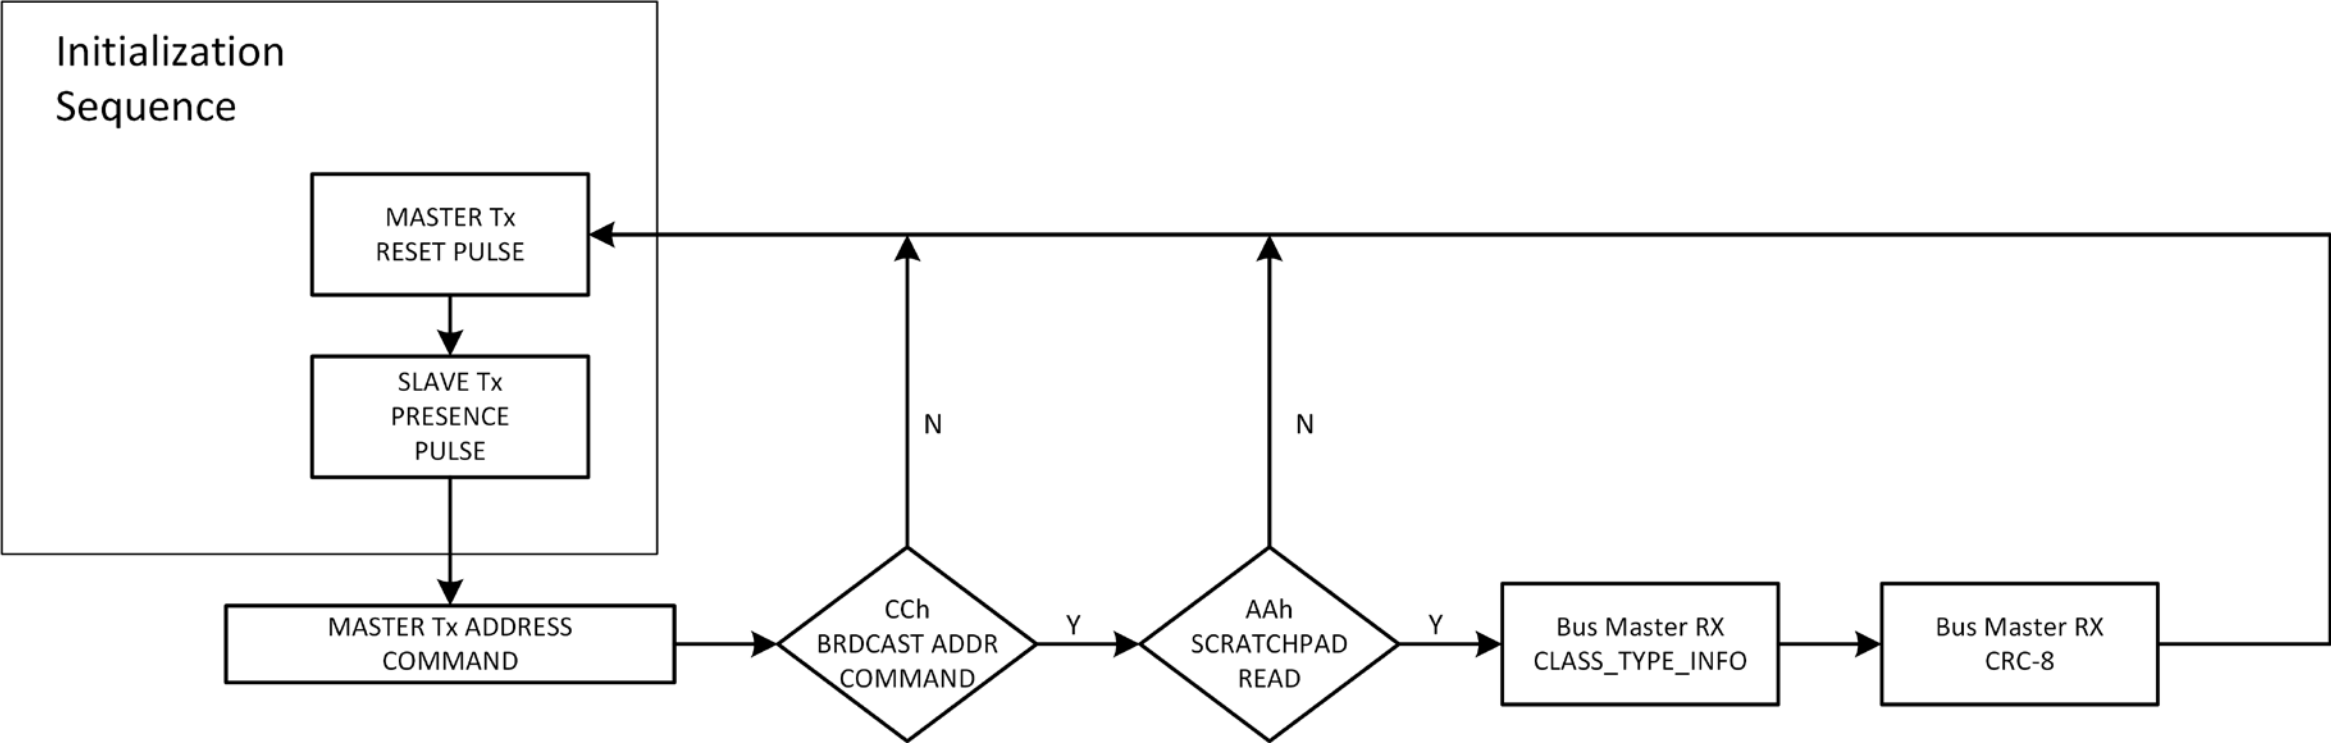 Initialization
Sequence
MASTER Tx
RESET PULSE
SLAVE Tx
PRESENCE
PULSE
MASTER Tx ADDRESS
COMMAND
CCh
BRDCAST ADDR
COMMAND
N
Y
AAh
SCRATCHPAD
READ
N
Y
Bus Master RX
CLASS_TYPE_INFO
Bus Master RX
CRC-8